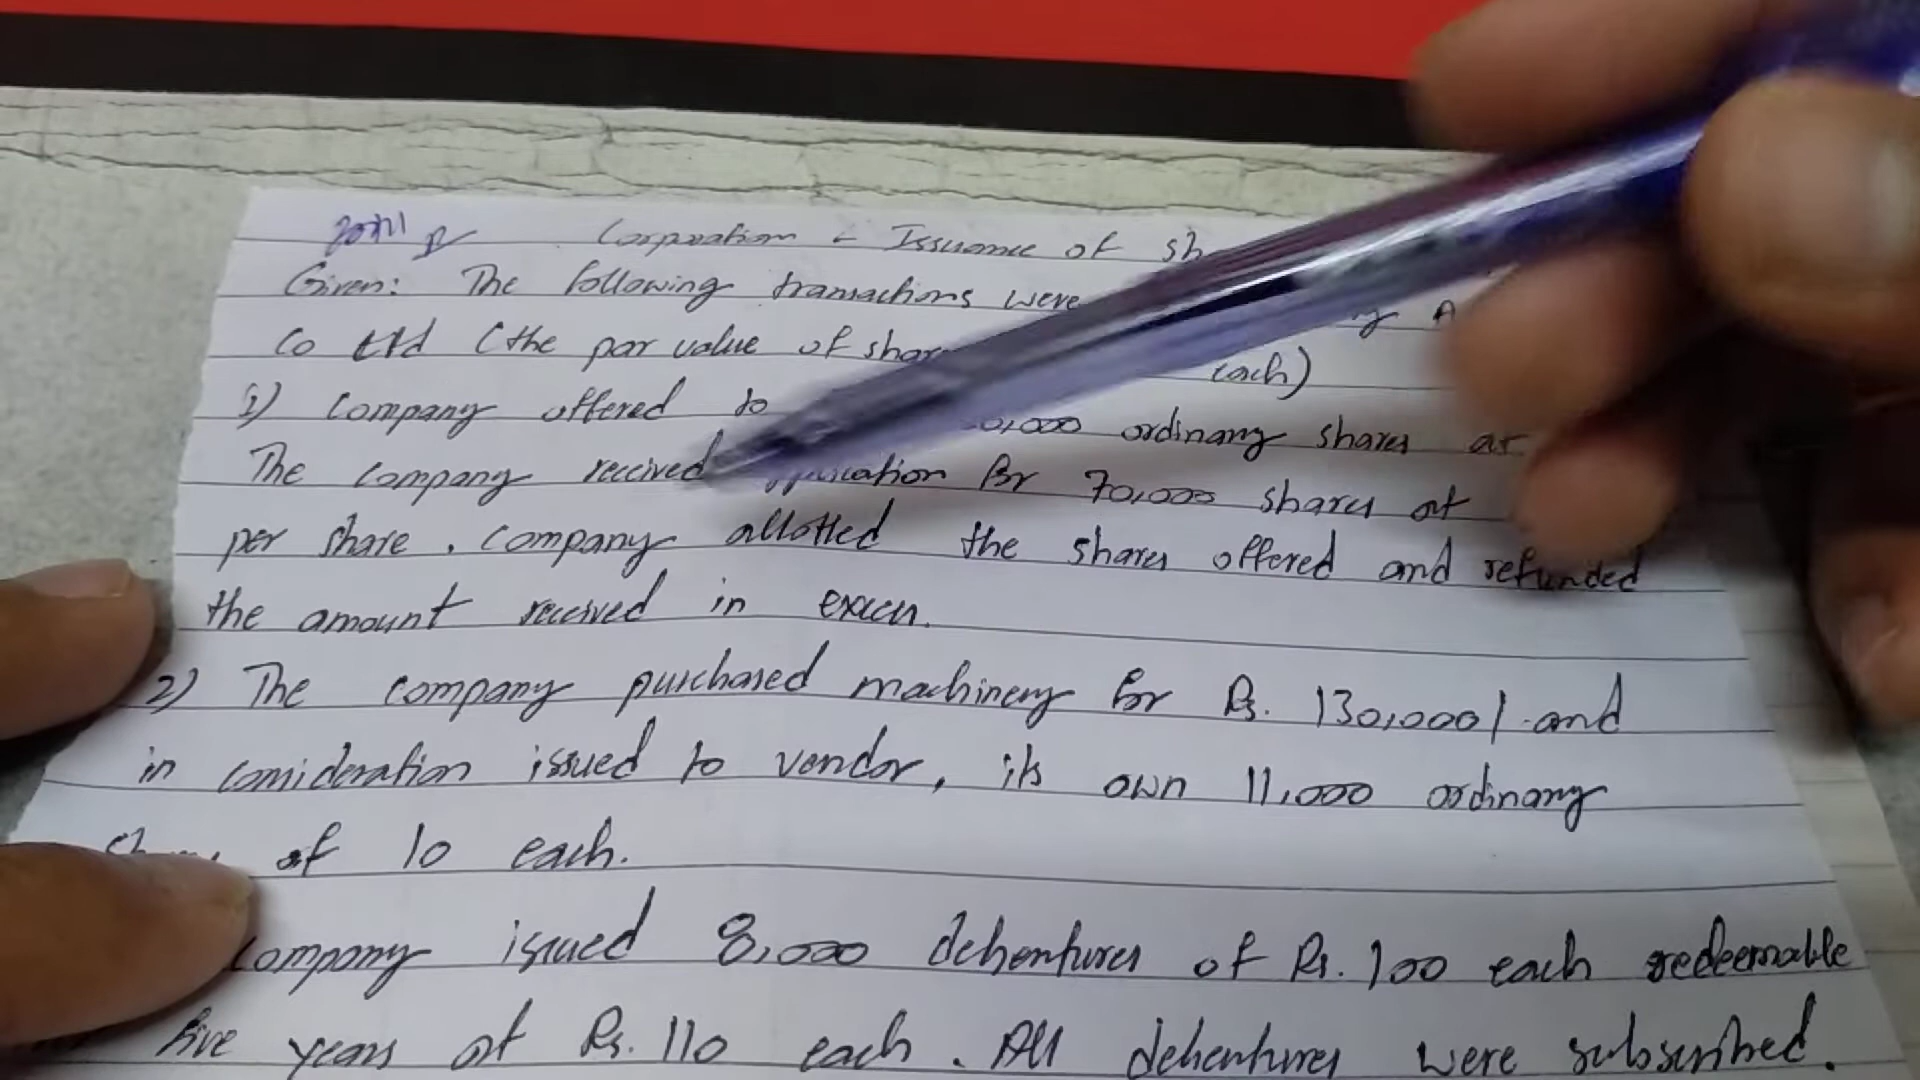 Corporation - Issuance of sh
Given: The following transactions were
Co Ltd (the par value of shar each)
1) Company offered to 0,000 ordinary shares at
The company received application for 70,000 shares at
per share. Company allotted the shares offered and refunded
the amount received in excess.
2) The company purchased machinery for Rs. 130,000/- and
in consideration issued to vendor, its own 11,000 ordinary
of 10 each.
company issued 8,000 debentures of Rs. 100 each redeemable
five years at Rs. 110 each. All debentures were subscribed.